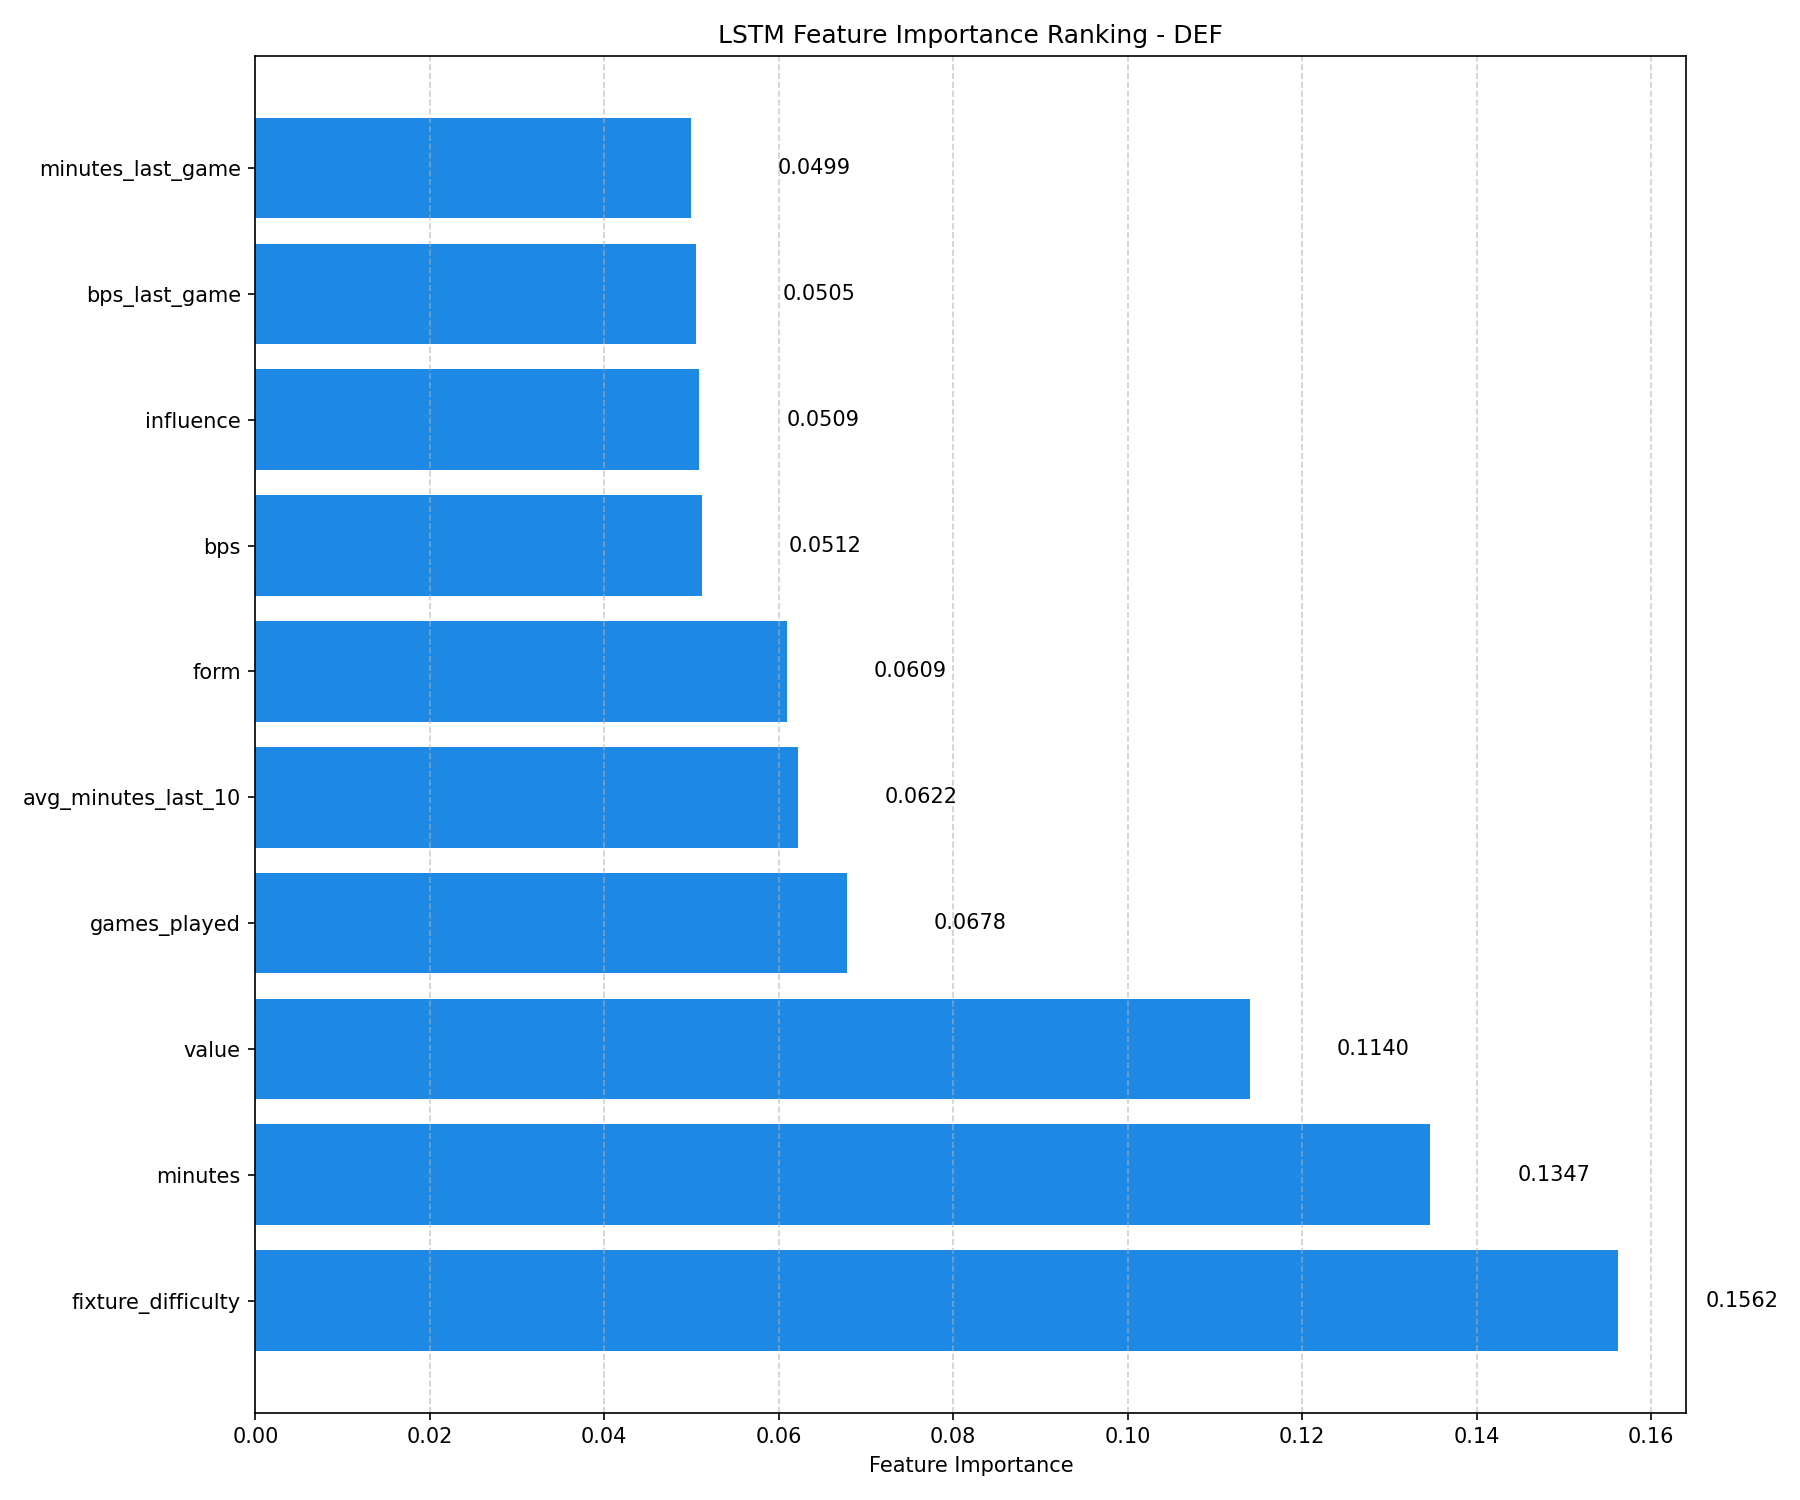 LSTM Feature Importance Ranking - DEF
minutes_last_game 0.0499
bps_last_game 0.0505
influence 0.0509
bps 0.0512
form 0.0609
avg_minutes_last_10 0.0622
games_played 0.0678
value 0.1140
minutes 0.1347
fixture_difficulty 0.1562
0.00 0.02 0.04 0.06 0.08 0.10 0.12 0.14 0.16
Feature Importance